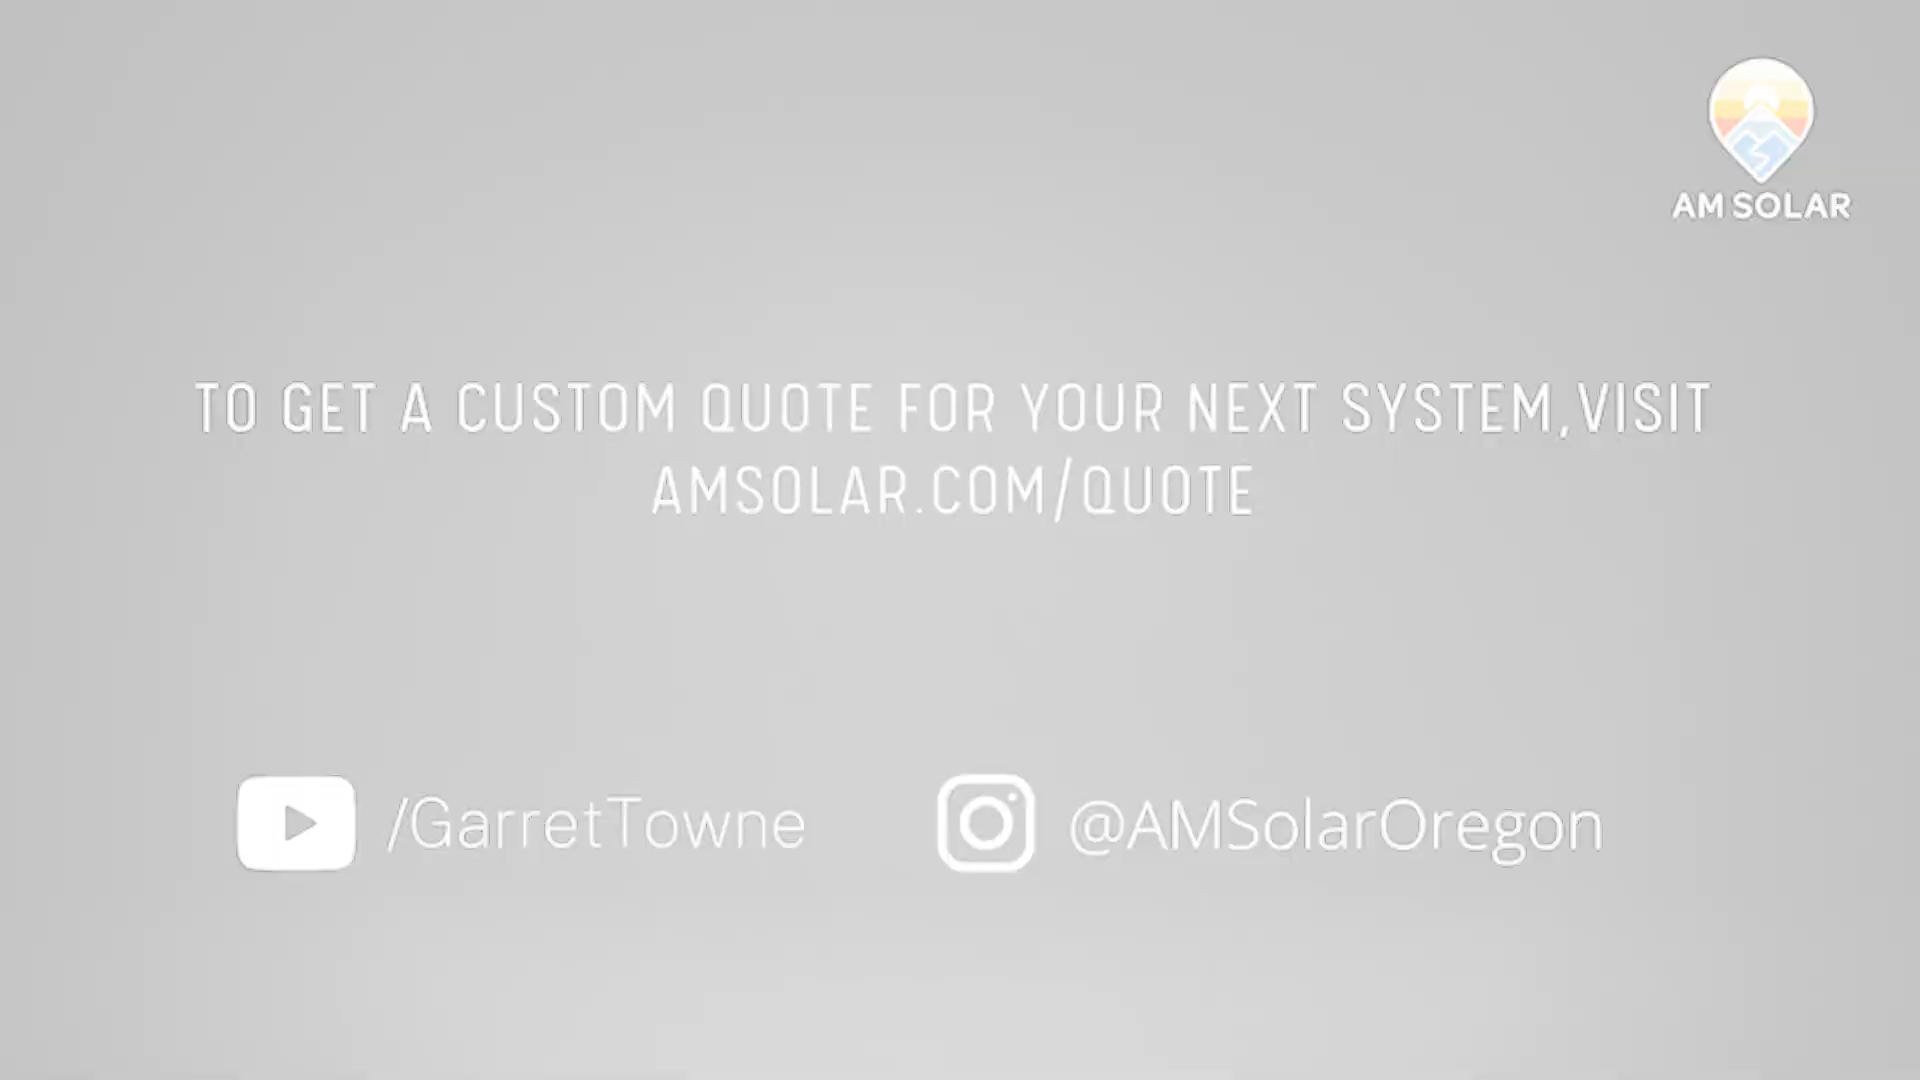 AM SOLAR
TO GET A CUSTOM QUOTE FOR YOUR NEXT SYSTEM,VISIT
AMSOLAR.COM/QUOTE
/GarretTowne
@AMSolarOregon